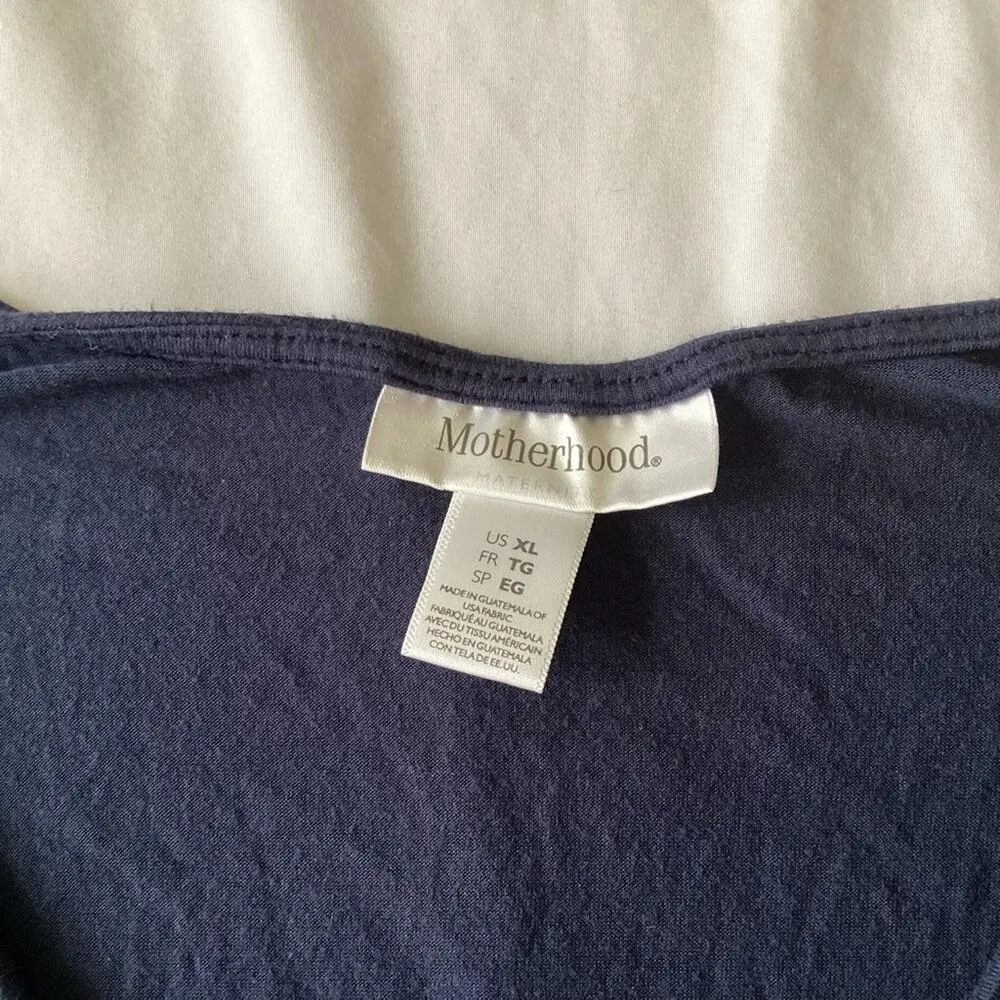 Motherhood®
MATERNITY
US XL
FR TG
SP EG
MADE IN GUATEMALA OF
USA FABRIC
FABRIQUÉ AU GUATEMALA
AVEC DU TISSU AMÉRICAIN
HECHO EN GUATEMALA
CON TELA DE EE.UU.